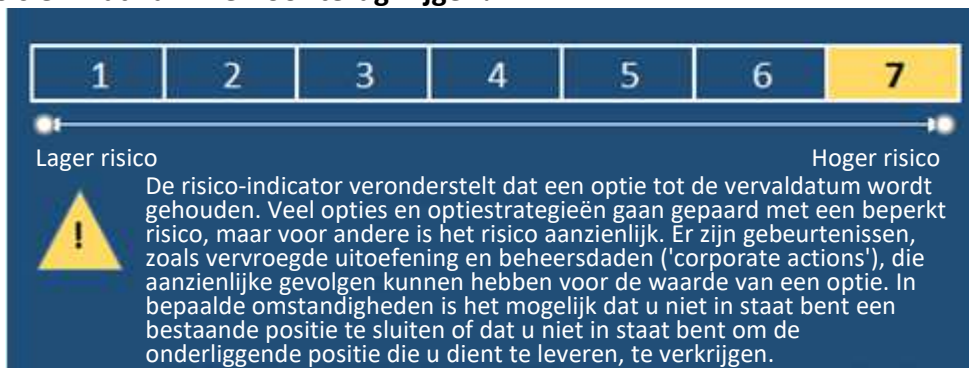 1 2 3 4 5 6 7
Lager risico Hoger risico
De risico-indicator veronderstelt dat een optie tot de vervaldatum wordt
gehouden. Veel opties en optiestrategieën gaan gepaard met een beperkt
risico, maar voor andere is het risico aanzienlijk. Er zijn gebeurtenissen,
zoals vervroegde uitoefening en beheersdaden ('corporate actions'), die
aanzienlijke gevolgen kunnen hebben voor de waarde van een optie. In
bepaalde omstandigheden is het mogelijk dat u niet in staat bent een
bestaande positie te sluiten of dat u niet in staat bent om de
onderliggende positie die u dient te leveren, te verkrijgen.